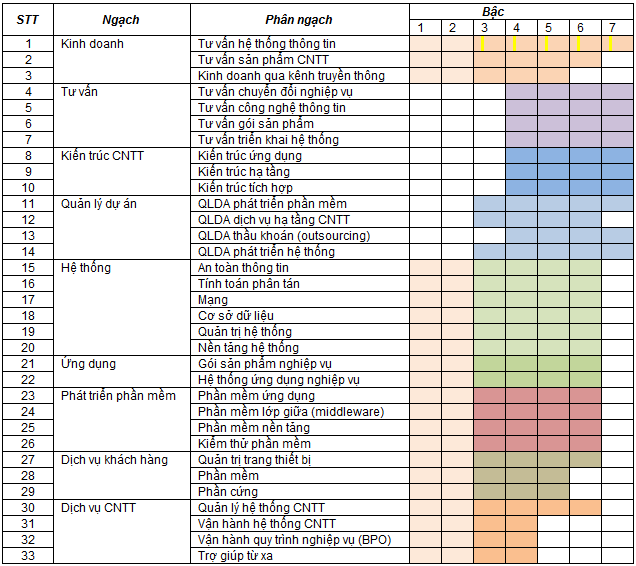 STT Ngạch Phân ngạch Bậc
1 2 3 4 5 6 7
1 Kinh doanh Tư vấn hệ thống thông tin
2 Tư vấn sản phẩm CNTT
3 Kinh doanh qua kênh truyền thông
4 Tư vấn Tư vấn chuyển đổi nghiệp vụ
5 Tư vấn công nghệ thông tin
6 Tư vấn gói sản phẩm
7 Tư vấn triển khai hệ thống
8 Kiến trúc CNTT Kiến trúc ứng dụng
9 Kiến trúc hạ tầng
10 Kiến trúc tích hợp
11 Quản lý dự án QLDA phát triển phần mềm
12 QLDA dịch vụ hạ tầng CNTT
13 QLDA thầu khoán (outsourcing)
14 QLDA phát triển hệ thống
15 Hệ thống An toàn thông tin
16 Tính toán phân tán
17 Mạng
18 Cơ sở dữ liệu
19 Quản trị hệ thống
20 Nền tăng hệ thống
21 Ứng dụng Gói sản phẩm nghiệp vụ
22 Hệ thống ứng dụng nghiệp vụ
23 Phát triển phần mềm Phần mềm ứng dụng
24 Phần mềm lớp giữa (middleware)
25 Phần mềm nền tăng
26 Kiểm thử phần mềm
27 Dịch vụ khách hàng Quản trị trang thiết bị
28 Phần mềm
29 Phần cứng
30 Dịch vụ CNTT Quản lý hệ thống CNTT
31 Vận hành hệ thống CNTT
32 Vận hành quy trình nghiệp vụ (BPO)
33 Trợ giúp từ xa